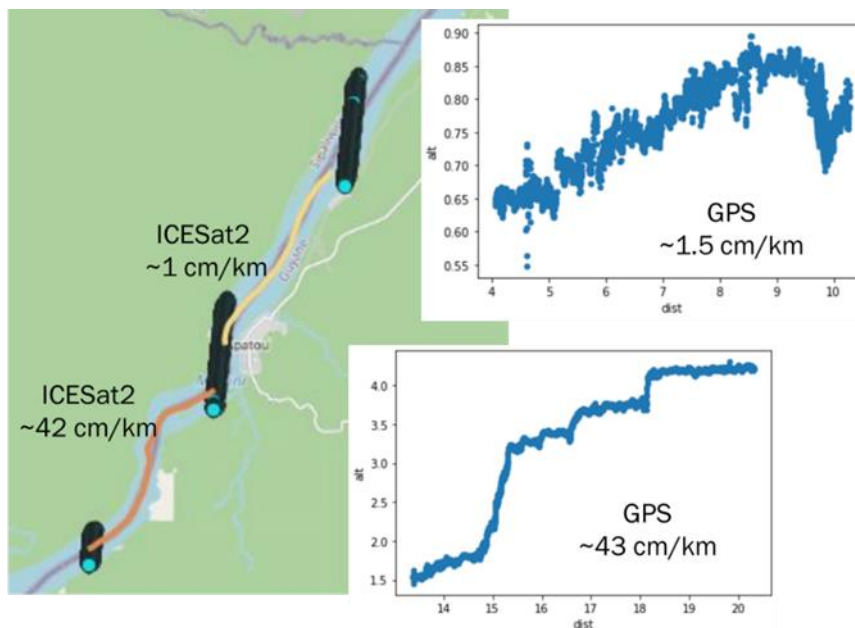 Sipaliwini
Guyane
ICESat2
~1 cm/km
ICESat2
~42 cm/km
0.90
0.85
0.80
0.75
0.70
0.65
0.60
0.55
alt
4
5
6
7
8
9
10
dist
GPS
~1.5 cm/km
4.0
3.5
3.0
2.5
2.0
1.5
alt
14
15
16
17
18
19
20
dist
GPS
~43 cm/km